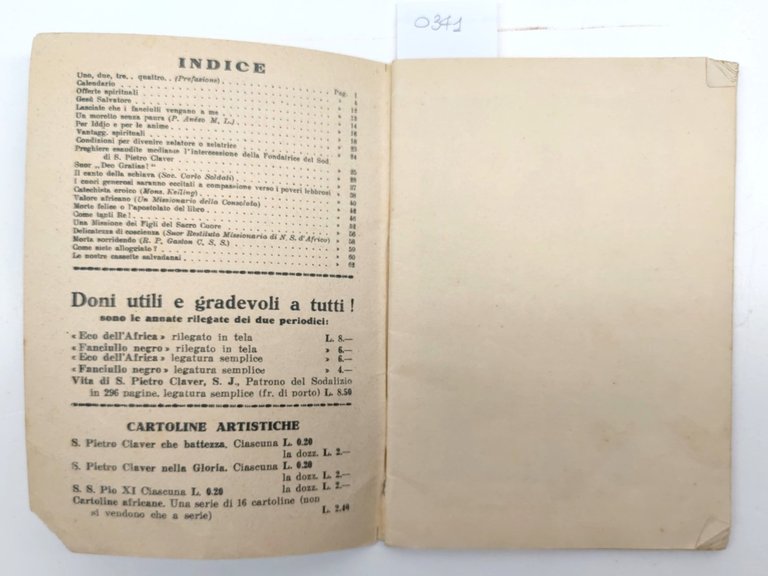 0341
INDICE
Uno, due, tre. . quattro. . (Prefazione) Pag. 1
Calendario » 4
Offerte spirituali
Gesù Salvatore
Lasciate che i fanciulli vengano a me
Un moretto senza paura
Per Iddjo e per le anime
Vantagg. spirituali
Condizioni per divenire zelatore o zelatrice
Preghiere esaudite mediante l'intercessione della Fondatrice del Sod.
di S. Pietro Claver
Suor „Deo Gratias!"
Il canto della schiava (Soc. Carlo Soldati)
I cuori generosi saranno eccitati a compassione verso i poveri lebbrosi
Catechista eroico (Mons. Keiling)
Valore africano (Un Missionario della Consolata)
Morte felice o l'apostolato del libro
Come tagli Re!
Una Missione dei Figli del Sacro Cuore
Delicatezza di coscienza (Suor Restituta Missionaria di N. S. d'Africa)
Morta sorridendo (R. P. Gaston C. S. S.)
Come siete alloggiato?
Le nostre cassette salvadanai
Doni utili e gradevoli a tutti!
sono le annate rilegate dei due periodici:
« Eco dell'Africa » rilegato in tela L. 8.—
« Fanciullo negro » rilegato in tela » 6.—
« Eco dell'Africa » legatura semplice » 6.—
« Fanciullo negro » legatura semplice » 4.—
Vita di S. Pietro Claver, S. J., Patrono del Sodalizio
in 296 pagine, legatura semplice (fr. di porto) L. 8.50
CARTOLINE ARTISTICHE
S. Pietro Claver che battezza. Ciascuna L. 0.20
la dozz. L. 2.—
S. Pietro Claver nella Gloria. Ciascuna L. 0.20
la dozz. L. 2.—
S. S. Pio XI Ciascuna L. 0.20 la dozz. L. 2.—
Cartoline africane. Una serie di 16 cartoline (non
si vendono che a serie) L. 2.40